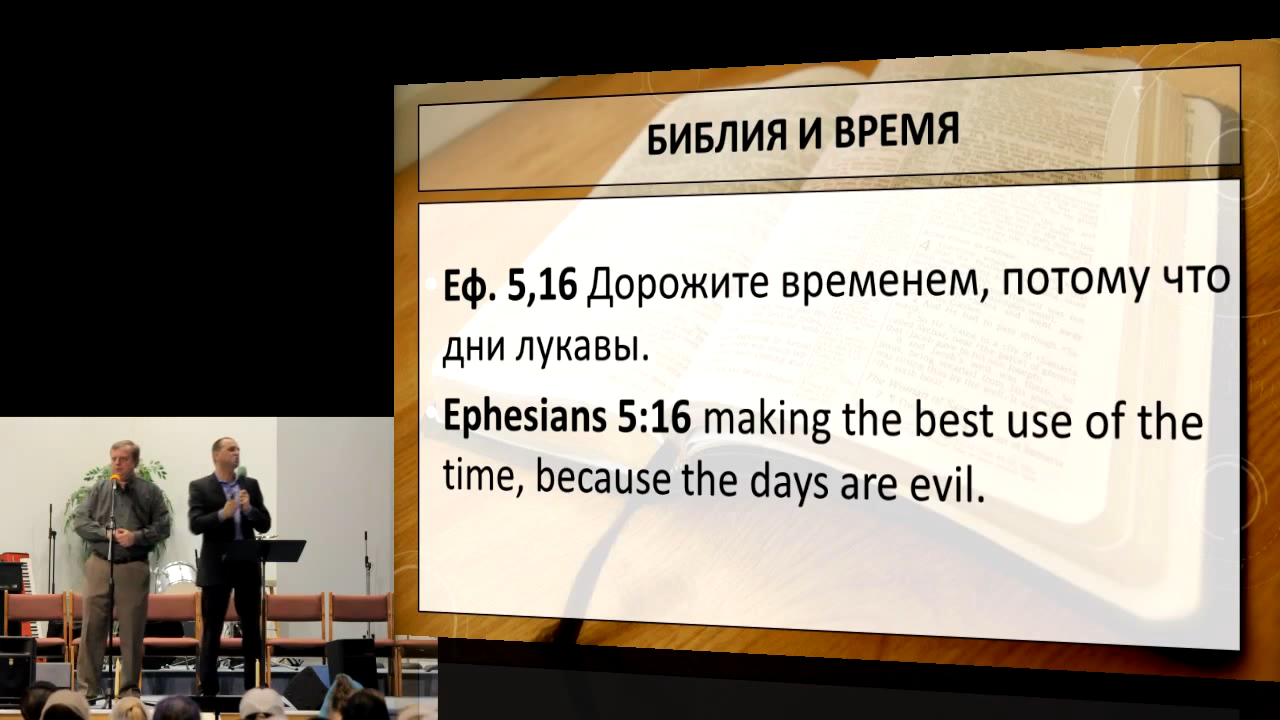 БИБЛИЯ И ВРЕМЯ
Еф. 5,16 Дорожите временем, потому что
дни лукавы.
Ephesians 5:16 making the best use of the
time, because the days are evil.